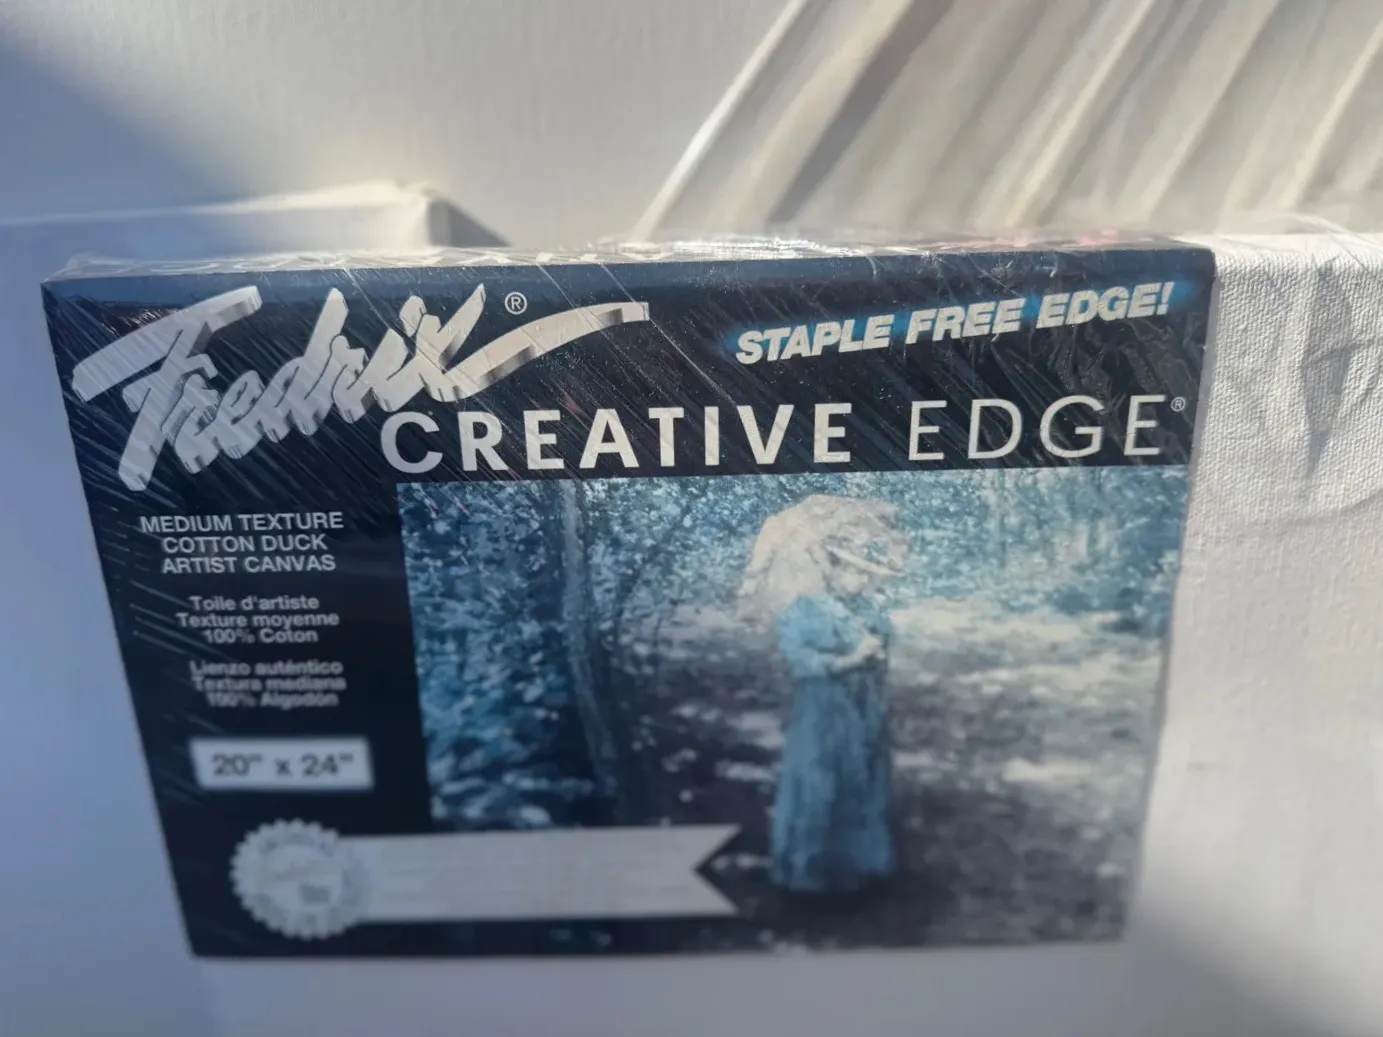 Fredrix®
STAPLE FREE EDGE!
CREATIVE EDGE®
MEDIUM TEXTURE
COTTON DUCK
ARTIST CANVAS
Toile d'artiste
Texture moyenne
100% Coton
Lienzo auténtico
Textura mediana
100% Algodón
20" x 24"